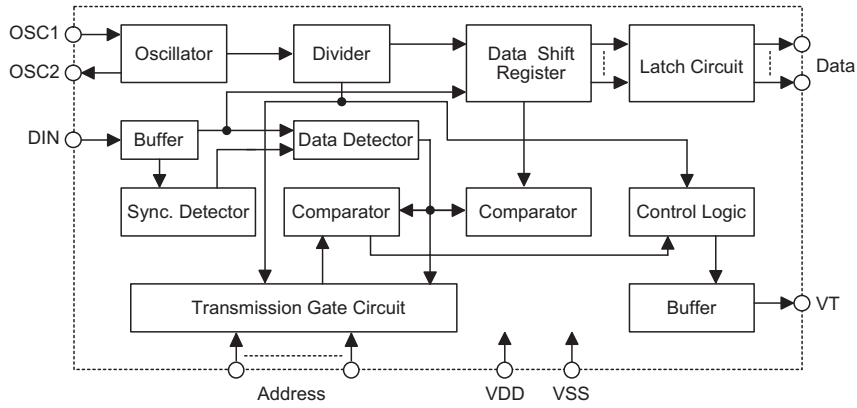 OSC1
OSC2
Oscillator
Divider
Data Shift
Register
Latch Circuit
Data
DIN
Buffer
Data Detector
Sync. Detector
Comparator
Comparator
Control Logic
Transmission Gate Circuit
Buffer
VT
Address
VDD
VSS